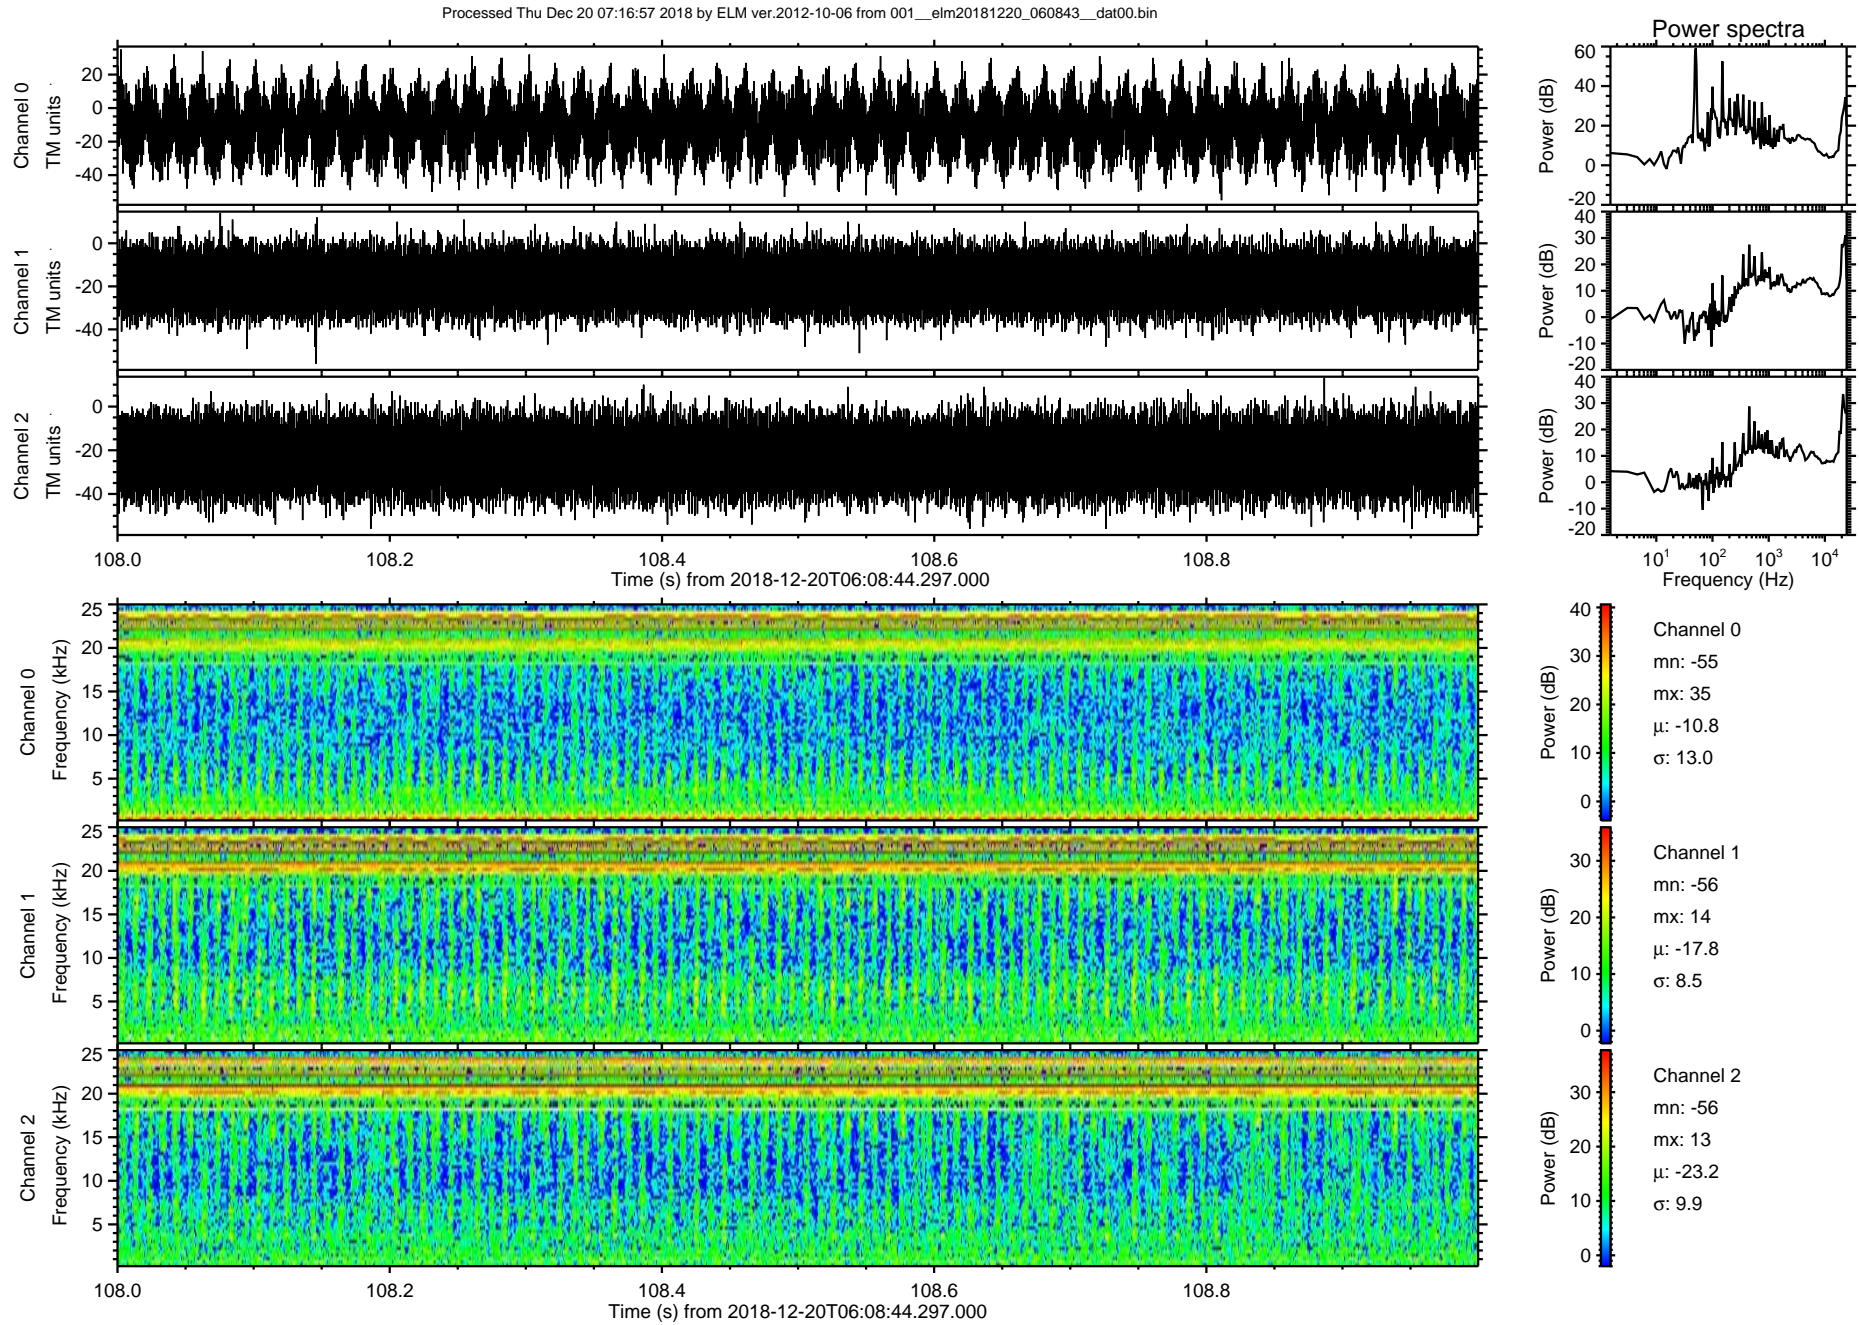 Processed Thu Dec 20 07:16:57 2018 by ELM ver.2012-10-06 from 001__elm20181220_060843__dat00.bin
Power spectra
Channel 0
TM units
20
0
-20
-40
Power (dB)
60
40
20
0
-20
Channel 1
TM units
0
-20
-40
Power (dB)
40
30
20
10
0
-10
-20
Channel 2
TM units
0
-20
-40
Power (dB)
40
30
20
10
0
-10
-20
108.0 108.2 108.4 108.6 108.8
Time (s) from 2018-12-20T06:08:44.297.000
10^1 10^2 10^3 10^4
Frequency (Hz)
Channel 0
Frequency (kHz)
25
20
15
10
5
Power (dB)
40
30
20
10
0
Channel 0
mn: -55
mx: 35
μ: -10.8
σ: 13.0
Channel 1
Frequency (kHz)
25
20
15
10
5
Power (dB)
30
20
10
0
Channel 1
mn: -56
mx: 14
μ: -17.8
σ: 8.5
Channel 2
Frequency (kHz)
25
20
15
10
5
Power (dB)
30
20
10
0
Channel 2
mn: -56
mx: 13
μ: -23.2
σ: 9.9
108.0 108.2 108.4 108.6 108.8
Time (s) from 2018-12-20T06:08:44.297.000